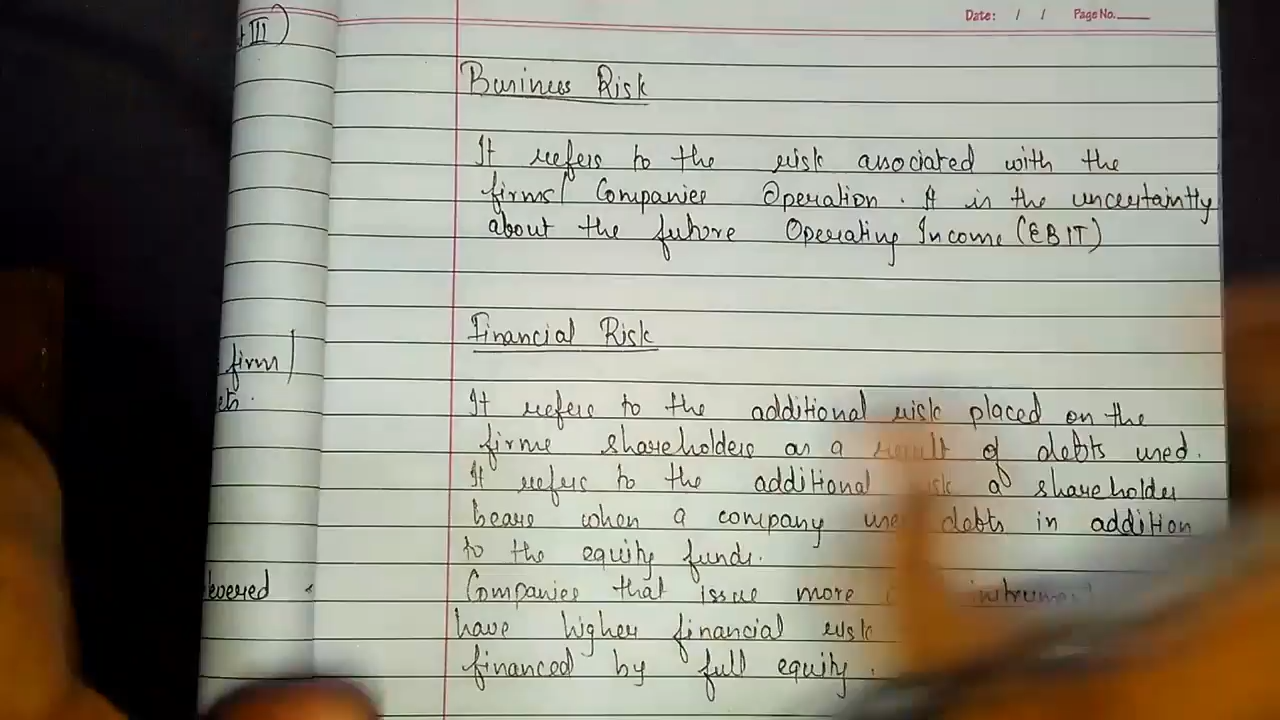 III)
Date: / / Page No.
Business Risk
It refers to the risk associated with the
firms/ Companies Operation. It is the uncertaintly
about the future Operating Income (EBIT)
Financial Risk
firm/
It refers to the additional risk placed on the
firms shareholders as a result of debts used.
It refers to the additional risk a shareholder
bears when a company uses debts in addition
to the equity funds.
levered
Companies that issue more
have higher financial risk
financed by full equity.